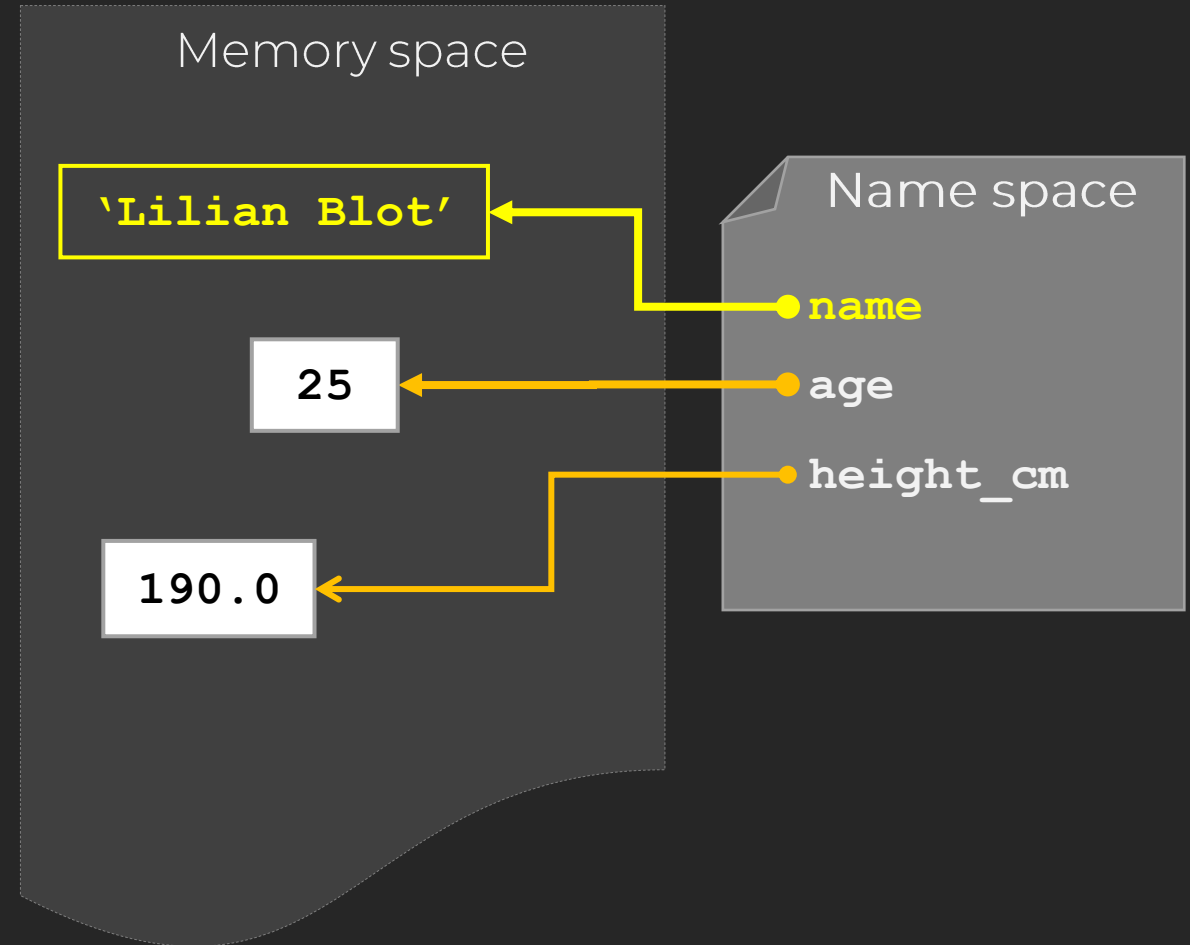 Memory space
‘Lilian Blot’
25
190.0
Name space
name
age
height_cm